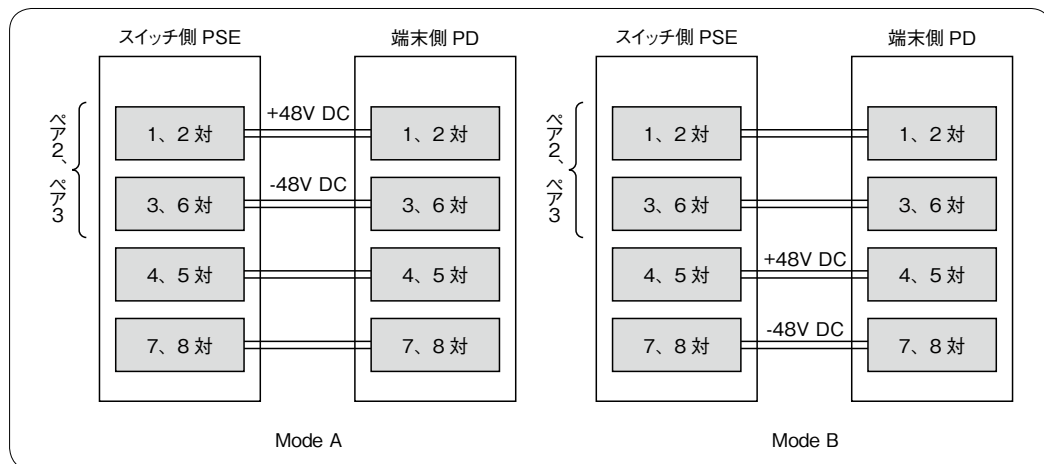 スイッチ側 PSE
端末側 PD
ペア2、ペア3
+48V DC
1、2 対
1、2 対
-48V DC
3、6 対
3、6 対
4、5 対
4、5 対
7、8 対
7、8 対
Mode A
スイッチ側 PSE
端末側 PD
ペア2、ペア3
1、2 対
1、2 対
3、6 対
3、6 対
+48V DC
4、5 対
4、5 対
-48V DC
7、8 対
7、8 対
Mode B